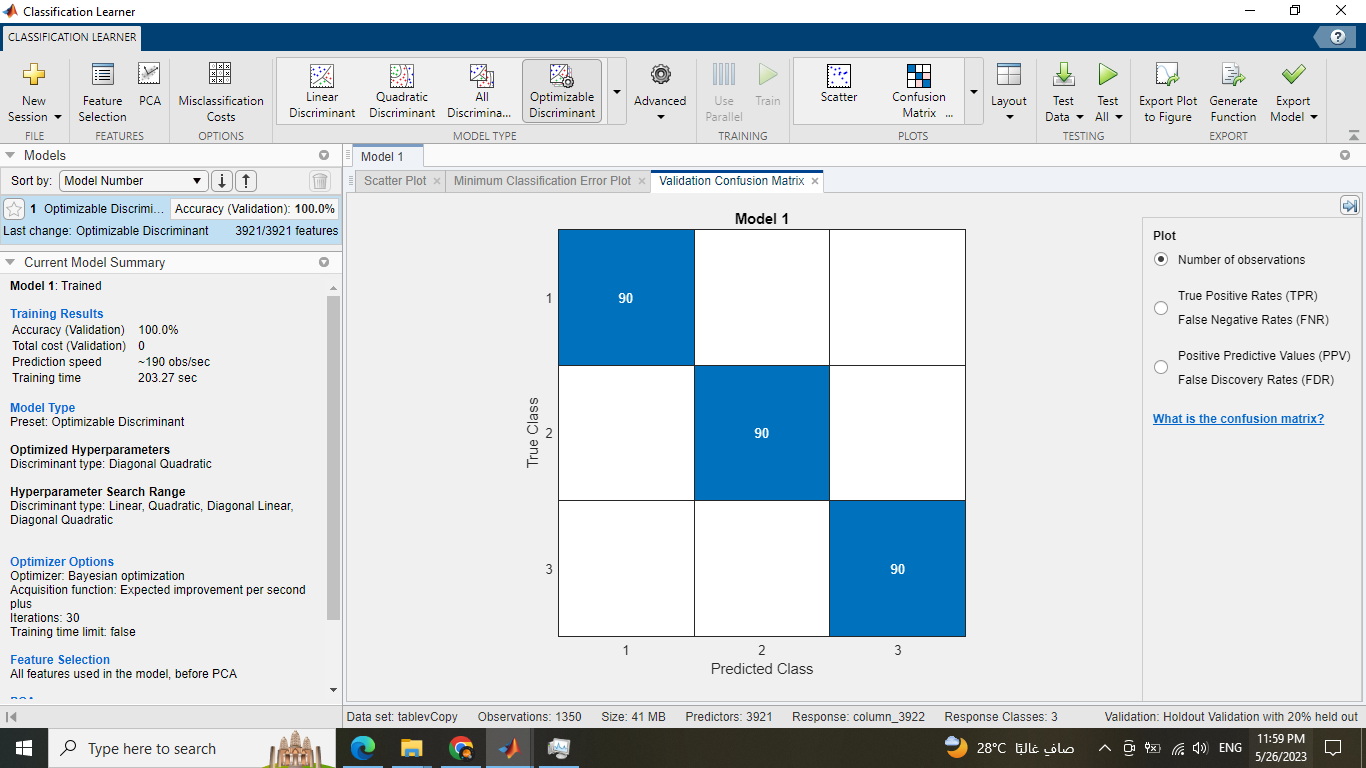 Classification Learner
CLASSIFICATION LEARNER
New Session
Feature Selection
PCA
Misclassification Costs
Linear Discriminant
Quadratic Discriminant
All Discrimina...
Optimizable Discriminant
Advanced
Use Parallel
Train
Scatter
Confusion Matrix ...
Layout
Test Data
Test All
Export Plot to Figure
Generate Function
Export Model
FILE
FEATURES
OPTIONS
MODEL TYPE
TRAINING
PLOTS
TESTING
EXPORT
Models
Sort by: Model Number
1 Optimizable Discrimi... Accuracy (Validation): 100.0%
Last change: Optimizable Discriminant 3921/3921 features
Current Model Summary
Model 1: Trained
Training Results
Accuracy (Validation) 100.0%
Total cost (Validation) 0
Prediction speed ~190 obs/sec
Training time 203.27 sec
Model Type
Preset: Optimizable Discriminant
Optimized Hyperparameters
Discriminant type: Diagonal Quadratic
Hyperparameter Search Range
Discriminant type: Linear, Quadratic, Diagonal Linear,
Diagonal Quadratic
Optimizer Options
Optimizer: Bayesian optimization
Acquisition function: Expected improvement per second
plus
Iterations: 30
Training time limit: false
Feature Selection
All features used in the model, before PCA
Model 1
Scatter Plot
Minimum Classification Error Plot
Validation Confusion Matrix
Model 1
True Class
1
90
2
90
3
90
1 2 3
Predicted Class
Plot
Number of observations
True Positive Rates (TPR)
False Negative Rates (FNR)
Positive Predictive Values (PPV)
False Discovery Rates (FDR)
What is the confusion matrix?
Data set: tablevCopy Observations: 1350 Size: 41 MB Predictors: 3921 Response: column_3922 Response Classes: 3 Validation: Holdout Validation with 20% held out
Type here to search
28°C صافٍ غالبًا
ENG
11:59 PM
5/26/2023